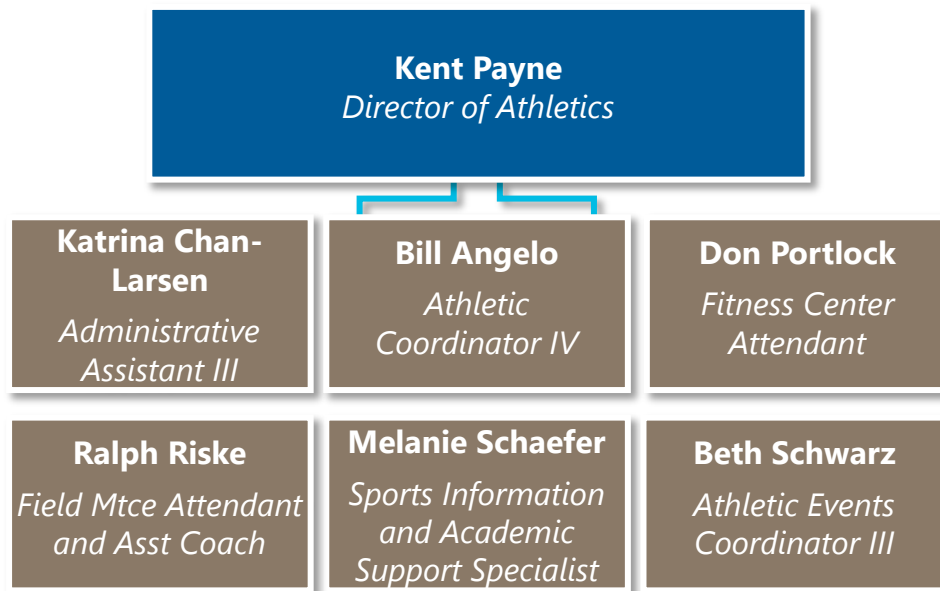 Kent Payne
Director of Athletics
Katrina Chan-
Larsen
Administrative
Assistant III
Bill Angelo
Athletic
Coordinator IV
Don Portlock
Fitness Center
Attendant
Ralph Riske
Field Mtce Attendant
and Asst Coach
Melanie Schaefer
Sports Information
and Academic
Support Specialist
Beth Schwarz
Athletic Events
Coordinator III